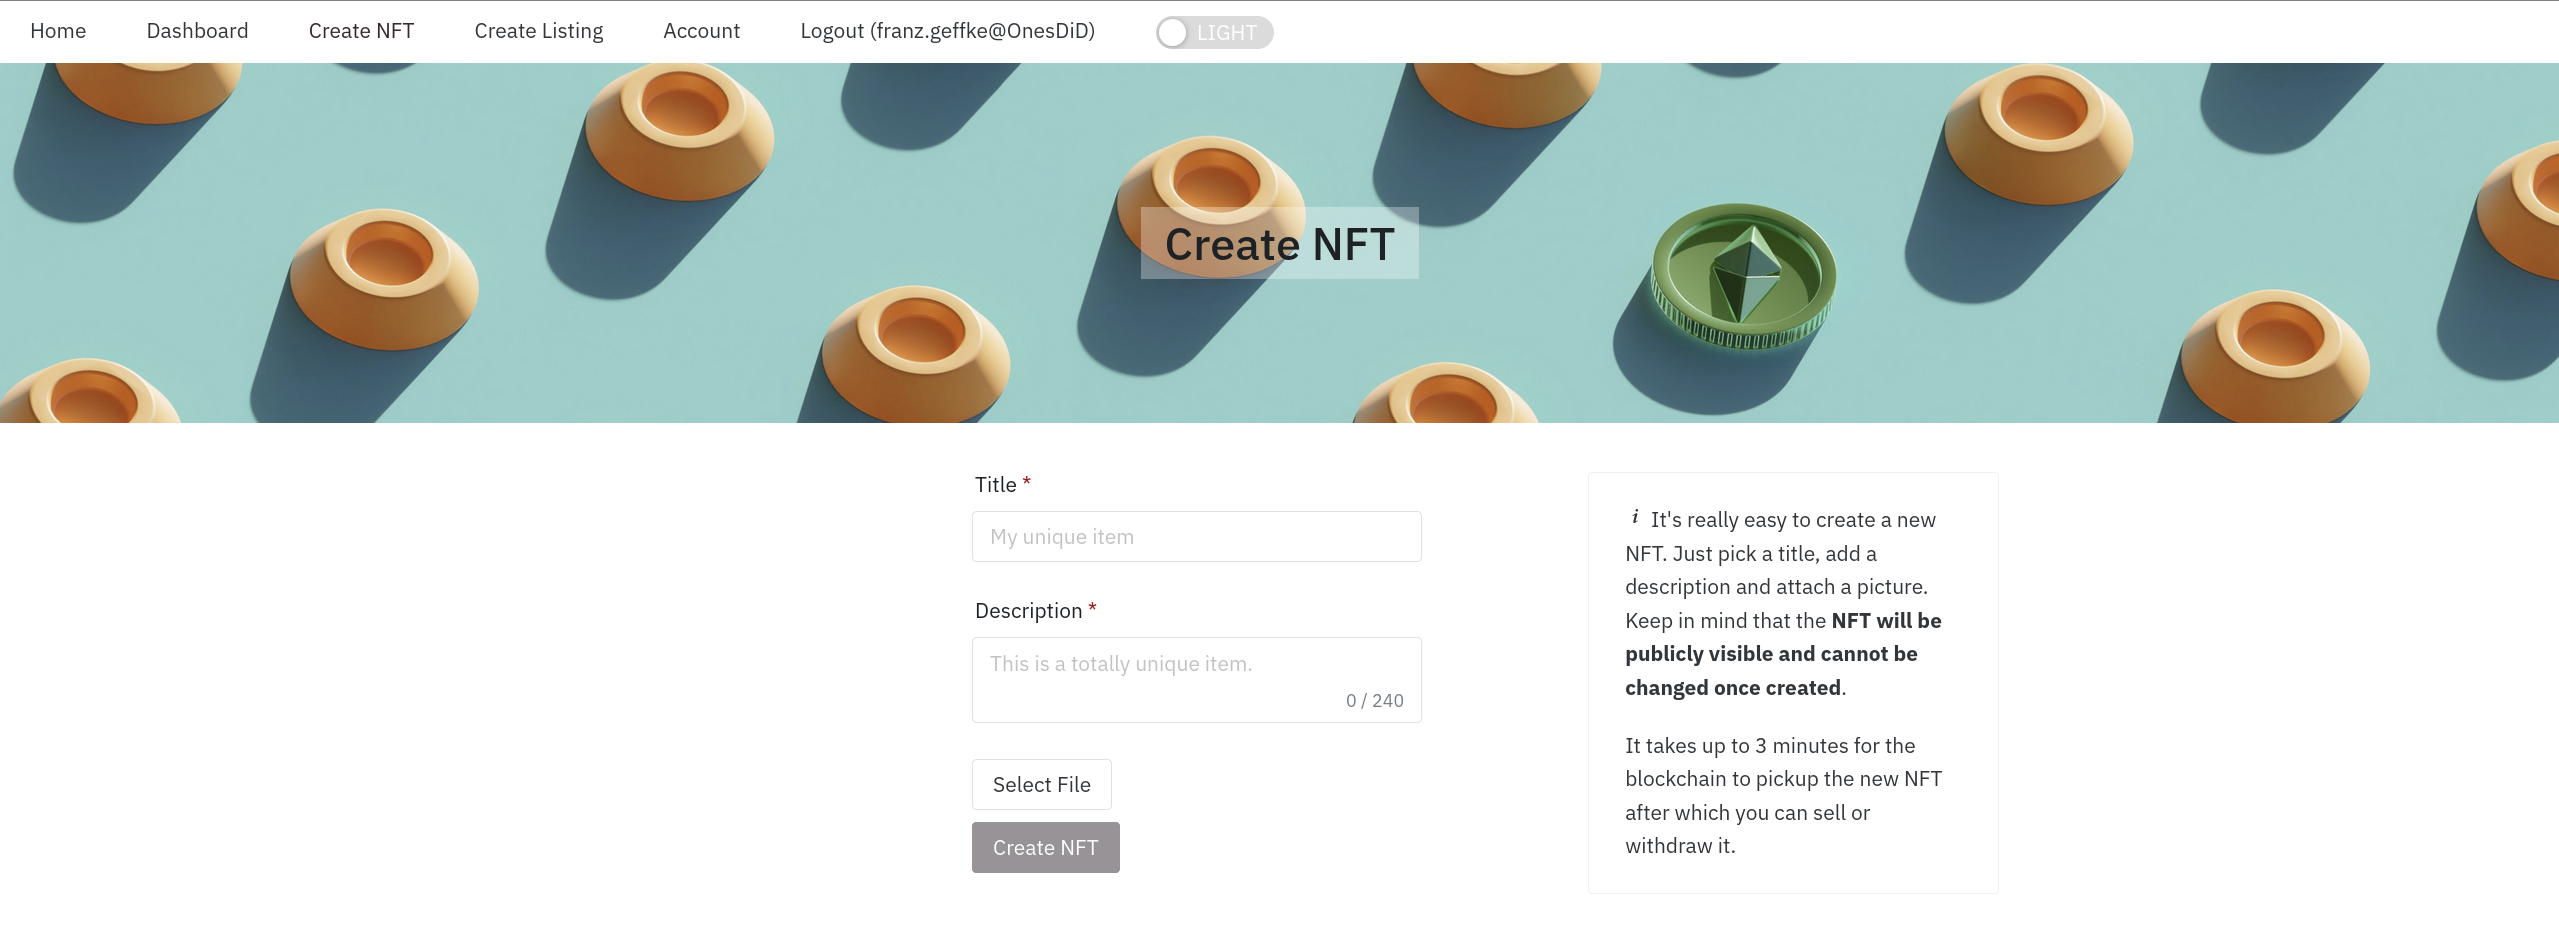 Home Dashboard Create NFT Create Listing Account Logout (franz.geffke@OnesDiD) LIGHT
Create NFT
Title *
My unique item
Description *
This is a totally unique item.
0 / 240
Select File
Create NFT
i It's really easy to create a new
NFT. Just pick a title, add a
description and attach a picture.
Keep in mind that the NFT will be
publicly visible and cannot be
changed once created.
It takes up to 3 minutes for the
blockchain to pickup the new NFT
after which you can sell or
withdraw it.